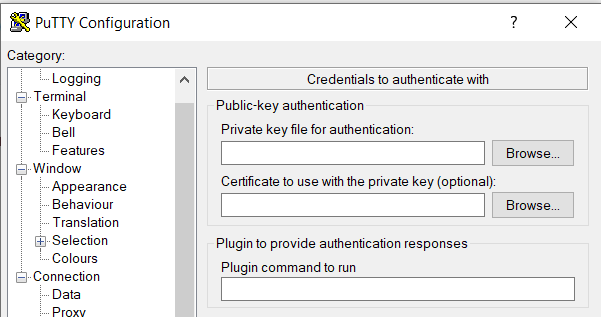 PuTTY Configuration
?
Category:
Logging
Terminal
Keyboard
Bell
Features
Window
Appearance
Behaviour
Translation
Selection
Colours
Connection
Data
Proxy
Credentials to authenticate with
Public-key authentication
Private key file for authentication:
Browse...
Certificate to use with the private key (optional):
Browse...
Plugin to provide authentication responses
Plugin command to run